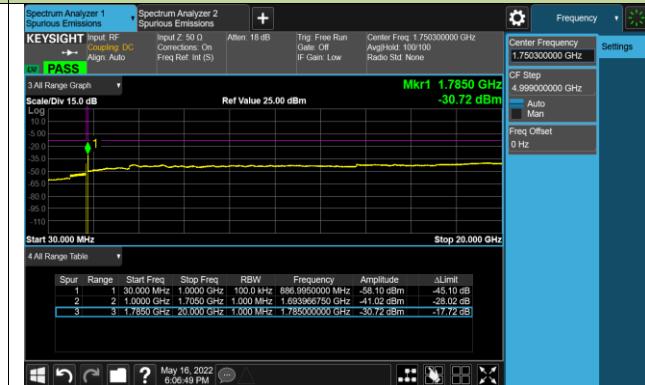 Spectrum Analyzer 1
Spurious Emissions
Spectrum Analyzer 2
Spurious Emissions
+
Frequency
KEYSIGHT
Input: RF
Coupling: DC
Align: Auto
Input Z: 50 Ω
Corrections: On
Freq Ref: Int (S)
Atten: 18 dB
Trig: Free Run
Gate: Off
IF Gain: Low
Center Freq: 1.750300000 GHz
Avg|Hold: 100/100
Radio Std: None
PASS
Center Frequency
1.750300000 GHz
Settings
CF Step
4.999000000 GHz
Auto
Man
Freq Offset
0 Hz
3 All Range Graph
Mkr1 1.7850 GHz
Scale/Div 15.0 dB
Ref Value 25.00 dBm
-30.72 dBm
Log
10.0
-5.00
-20.0
-35.0
-50.0
-65.0
-80.0
-95.0
-110
1
Start 30.000 MHz
Stop 20.000 GHz
4 All Range Table
Spur Range Start Freq Stop Freq RBW Frequency Amplitude ΔLimit
1 1 30.000 MHz 1.0000 GHz 100.0 kHz 886.9950000 MHz -58.10 dBm -45.10 dB
2 2 1.0000 GHz 1.7050 GHz 1.000 MHz 1.693966750 GHz -41.02 dBm -28.02 dB
3 3 1.7850 GHz 20.000 GHz 1.000 MHz 1.785000000 GHz -30.72 dBm -17.72 dB
?
May 16, 2022
6:06:49 PM